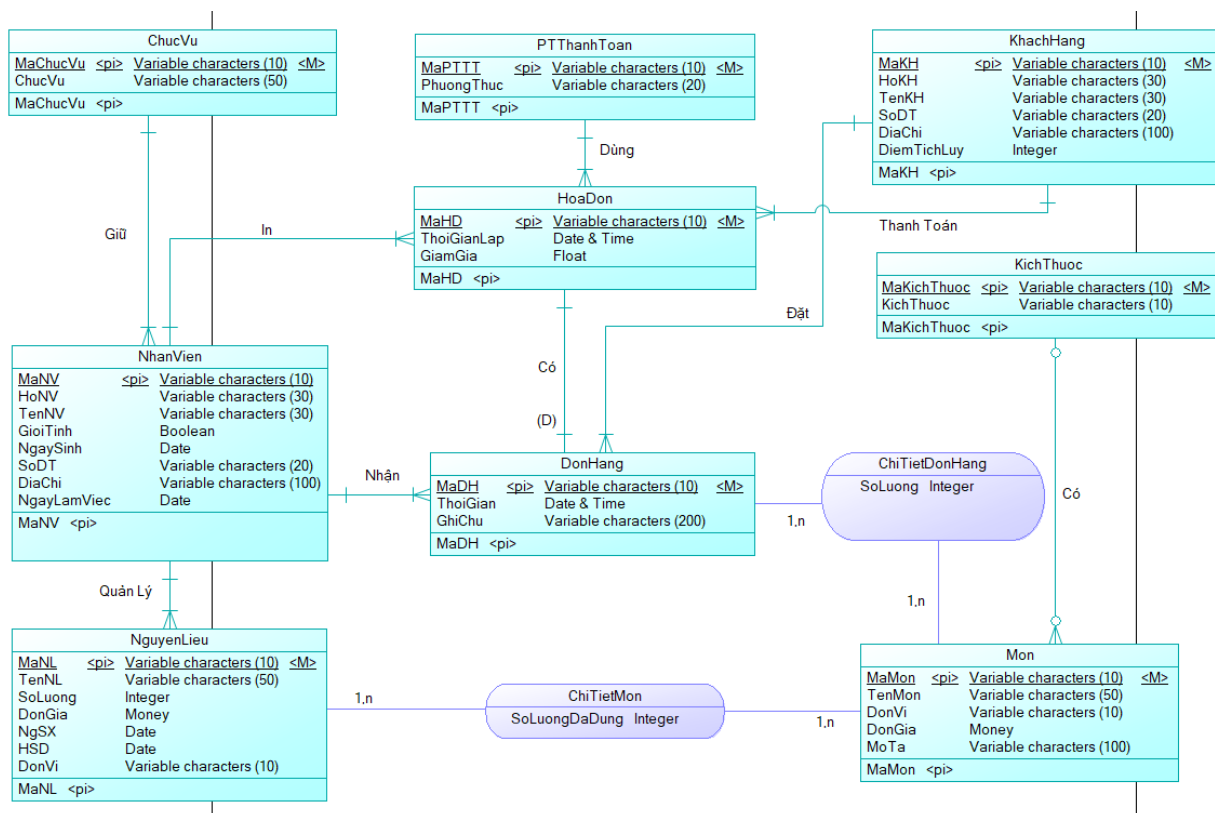 ChucVu
MaChucVu <pi> Variable characters (10) <M>
ChucVu Variable characters (50)
MaChucVu <pi>
PTThanhToan
MaPTTT <pi> Variable characters (10) <M>
PhuongThuc Variable characters (20)
MaPTTT <pi>
KhachHang
MaKH <pi> Variable characters (10) <M>
HoKH Variable characters (30)
TenKH Variable characters (30)
SoDT Variable characters (20)
DiaChi Variable characters (100)
DiemTichLuy Integer
MaKH <pi>
Dùng
HoaDon
MaHD <pi> Variable characters (10) <M>
ThoiGianLap Date & Time
GiamGia Float
MaHD <pi>
Giữ
In
Thanh Toán
KichThuoc
MaKichThuoc <pi> Variable characters (10) <M>
KichThuoc Variable characters (10)
MaKichThuoc <pi>
Đặt
NhanVien
MaNV <pi> Variable characters (10)
HoNV Variable characters (30)
TenNV Variable characters (30)
GioiTinh Boolean
NgaySinh Date
SoDT Variable characters (20)
DiaChi Variable characters (100)
NgayLamViec Date
MaNV <pi>
Có
(D)
Nhận
DonHang
MaDH <pi> Variable characters (10) <M>
ThoiGian Date & Time
GhiChu Variable characters (200)
MaDH <pi>
ChiTietDonHang
SoLuong Integer
Có
1,n
1,n
Quản Lý
NguyenLieu
MaNL <pi> Variable characters (10) <M>
TenNL Variable characters (50)
SoLuong Integer
DonGia Money
NgSX Date
HSD Date
DonVi Variable characters (10)
MaNL <pi>
1,n
ChiTietMon
SoLuongDaDung Integer
1,n
Mon
MaMon <pi> Variable characters (10) <M>
TenMon Variable characters (50)
DonVi Variable characters (10)
DonGia Money
MoTa Variable characters (100)
MaMon <pi>